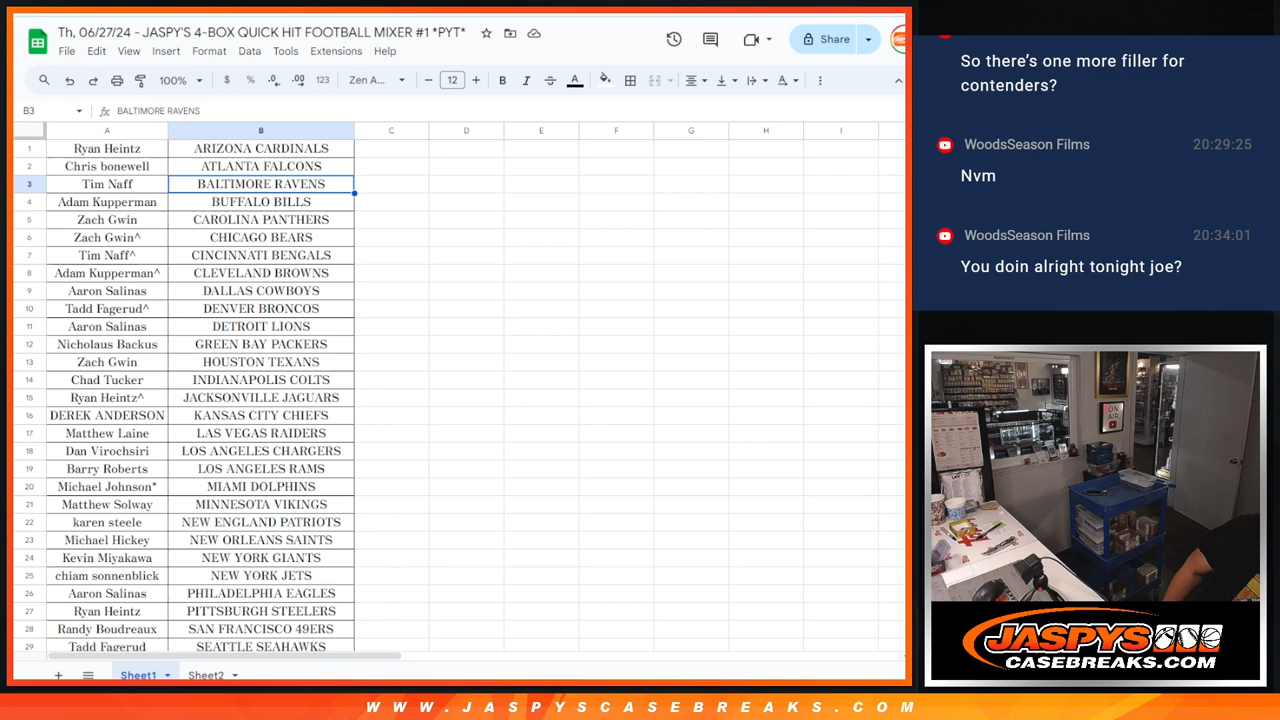 Th, 06/27/24 - JASPY'S 4-BOX QUICK HIT FOOTBALL MIXER #1 *PYT*
File Edit View Insert Format Data Tools Extensions Help
Share
100% $ % .0 .00 123 Zen A... 12 B I A
B3 fx BALTIMORE RAVENS
A B C D E F G H I
1 Ryan Heintz ARIZONA CARDINALS
2 Chris bonewell ATLANTA FALCONS
3 Tim Naff BALTIMORE RAVENS
4 Adam Kupperman BUFFALO BILLS
5 Zach Gwin CAROLINA PANTHERS
6 Zach Gwin^ CHICAGO BEARS
7 Tim Naff^ CINCINNATI BENGALS
8 Adam Kupperman^ CLEVELAND BROWNS
9 Aaron Salinas DALLAS COWBOYS
10 Tadd Fagerud^ DENVER BRONCOS
11 Aaron Salinas DETROIT LIONS
12 Nicholaus Backus GREEN BAY PACKERS
13 Zach Gwin HOUSTON TEXANS
14 Chad Tucker INDIANAPOLIS COLTS
15 Ryan Heintz^ JACKSONVILLE JAGUARS
16 DEREK ANDERSON KANSAS CITY CHIEFS
17 Matthew Laine LAS VEGAS RAIDERS
18 Dan Virochsiri LOS ANGELES CHARGERS
19 Barry Roberts LOS ANGELES RAMS
20 Michael Johnson* MIAMI DOLPHINS
21 Matthew Solway MINNESOTA VIKINGS
22 karen steele NEW ENGLAND PATRIOTS
23 Michael Hickey NEW ORLEANS SAINTS
24 Kevin Miyakawa NEW YORK GIANTS
25 chiam sonnenblick NEW YORK JETS
26 Aaron Salinas PHILADELPHIA EAGLES
27 Ryan Heintz PITTSBURGH STEELERS
28 Randy Boudreaux SAN FRANCISCO 49ERS
29 Tadd Fagerud SEATTLE SEAHAWKS
Sheet1 Sheet2
So there's one more filler for
contenders?
WoodsSeason Films 20:29:25
Nvm
WoodsSeason Films 20:34:01
You doin alright tonight joe?
ON
AIR
JASPYS
CASEBREAKS.COM
WWW.JASPYSCASEBREAKS.COM